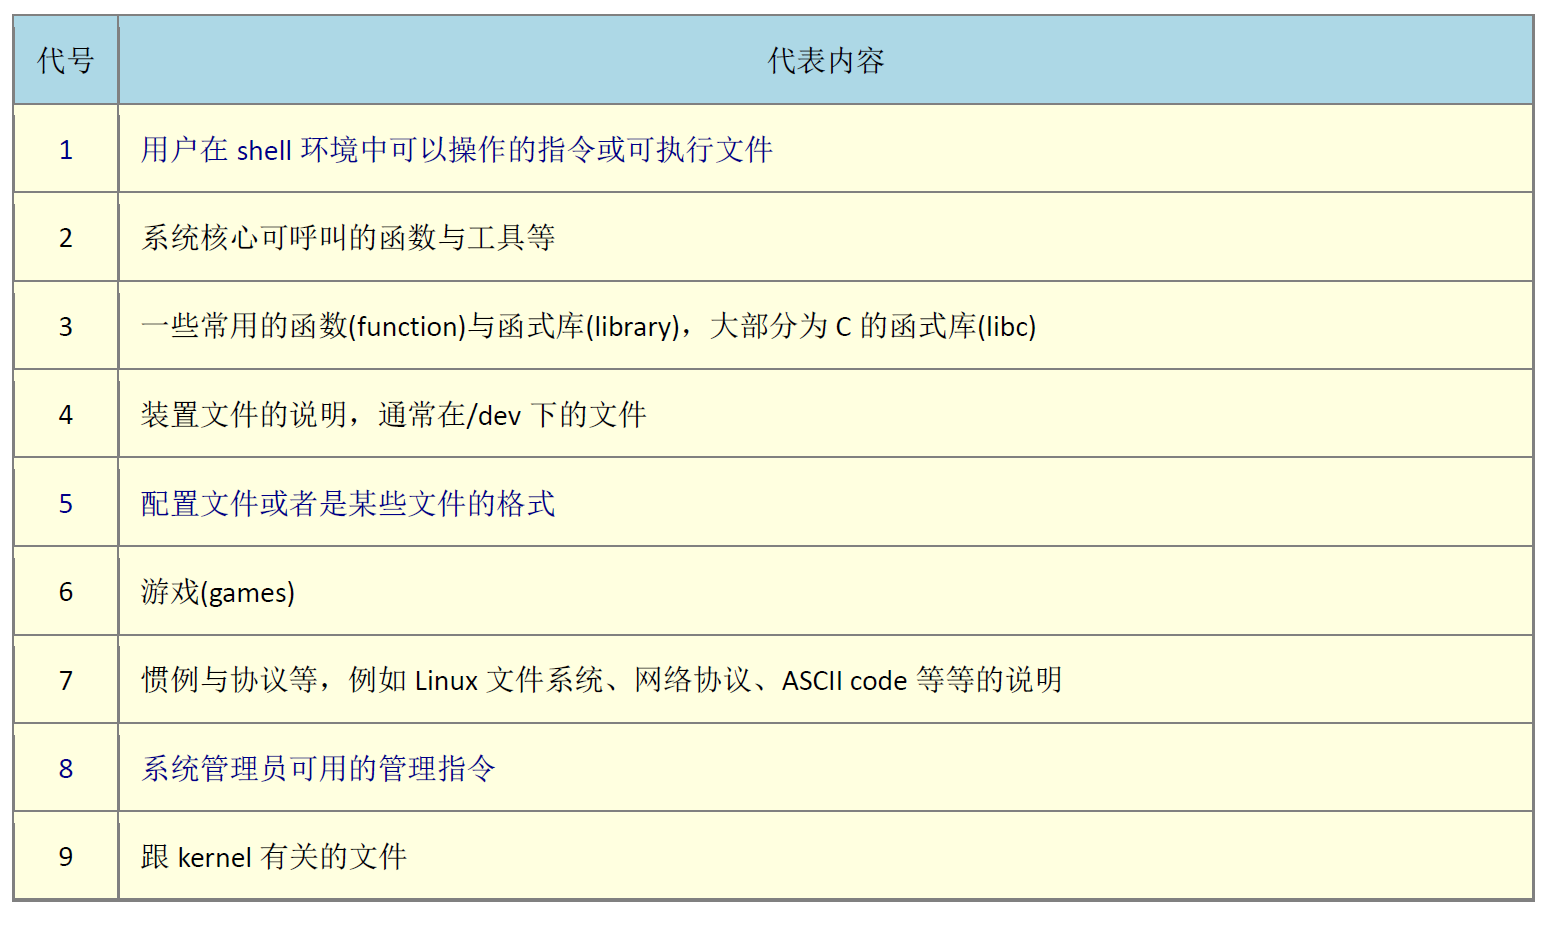 代号 代表内容
1 用户在 shell 环境中可以操作的指令或可执行文件
2 系统核心可呼叫的函数与工具等
3 一些常用的函数(function)与函式库(library)，大部分为 C 的函式库(libc)
4 装置文件的说明，通常在/dev 下的文件
5 配置文件或者是某些文件的格式
6 游戏(games)
7 惯例与协议等，例如 Linux 文件系统、网络协议、ASCII code 等等的说明
8 系统管理员可用的管理指令
9 跟 kernel 有关的文件